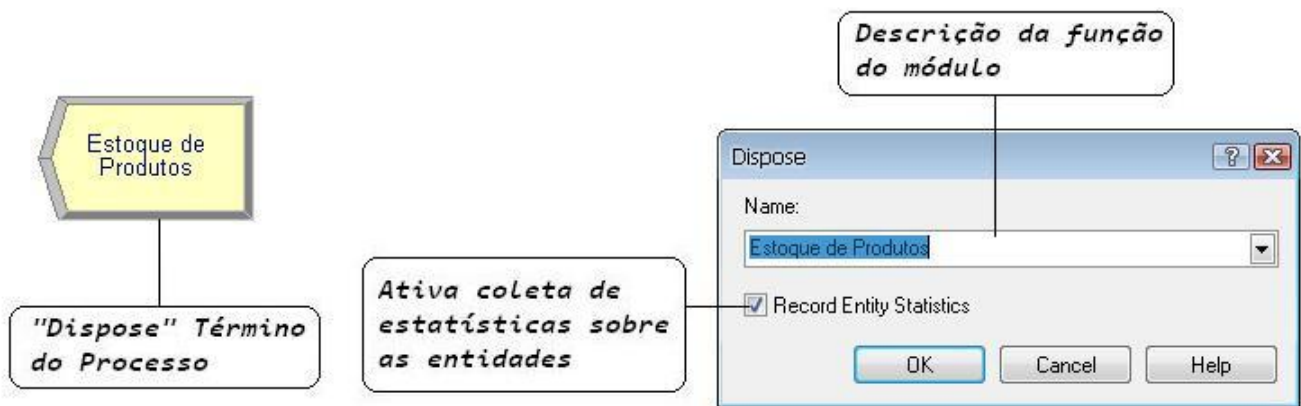 Descrição da função
do módulo
Estoque de
Produtos
Dispose
Name:
Estoque de Produtos
Ativa coleta de
estatísticas sobre
as entidades
Record Entity Statistics
"Dispose" Término
do Processo
OK
Cancel
Help